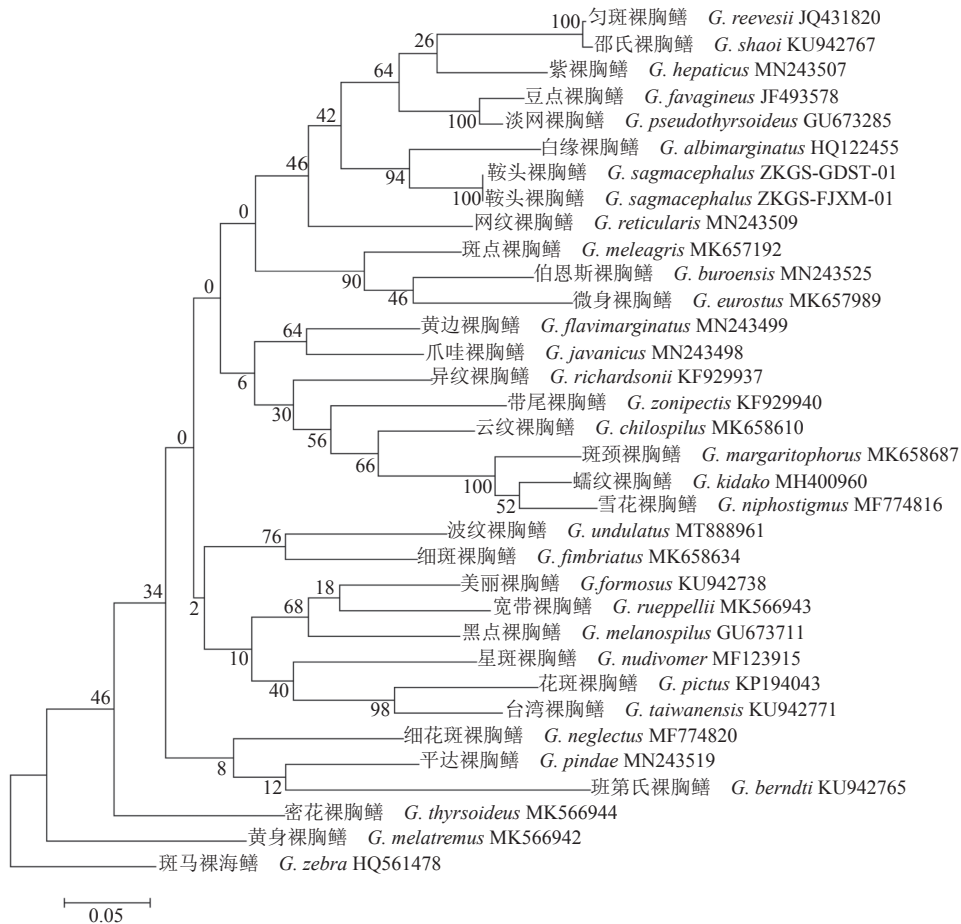 100 匀斑裸胸鳝 G. reevesii JQ431820
26 邵氏裸胸鳝 G. shaoi KU942767
64 紫裸胸鳝 G. hepaticus MN243507
豆点裸胸鳝 G. favagineus JF493578
42 100 淡网裸胸鳝 G. pseudothyrsoideus GU673285
白缘裸胸鳝 G. albimarginatus HQ122455
46 94 鞍头裸胸鳝 G. sagmacephalus ZKGS-GDST-01
100 鞍头裸胸鳝 G. sagmacephalus ZKGS-FJXM-01
0 网纹裸胸鳝 G. reticularis MN243509
斑点裸胸鳝 G. meleagris MK657192
90 伯恩斯裸胸鳝 G. buroensis MN243525
0 46 微身裸胸鳝 G. eurostus MK657989
64 黄边裸胸鳝 G. flavimarginatus MN243499
爪哇裸胸鳝 G. javanicus MN243498
6 异纹裸胸鳝 G. richardsonii KF929937
30 带尾裸胸鳝 G. zonipectis KF929940
0 56 云纹裸胸鳝 G. chilospilus MK658610
66 斑颈裸胸鳝 G. margaritophorus MK658687
100 蠕纹裸胸鳝 G. kidako MH400960
52 雪花裸胸鳝 G. niphostigmus MF774816
76 波纹裸胸鳝 G. undulatus MT888961
细斑裸胸鳝 G. fimbriatus MK658634
34 18 美丽裸胸鳝 G.formosus KU942738
2 68 宽带裸胸鳝 G. rueppellii MK566943
黑点裸胸鳝 G. melanospilus GU673711
10 星斑裸胸鳝 G. nudivomer MF123915
40 花斑裸胸鳝 G. pictus KP194043
46 98 台湾裸胸鳝 G. taiwanensis KU942771
细花斑裸胸鳝 G. neglectus MF774820
8 平达裸胸鳝 G. pindae MN243519
12 班第氏裸胸鳝 G. berndti KU942765
密花裸胸鳝 G. thyrsoideus MK566944
黄身裸胸鳝 G. melatremus MK566942
斑马裸海鳝 G. zebra HQ561478
0.05